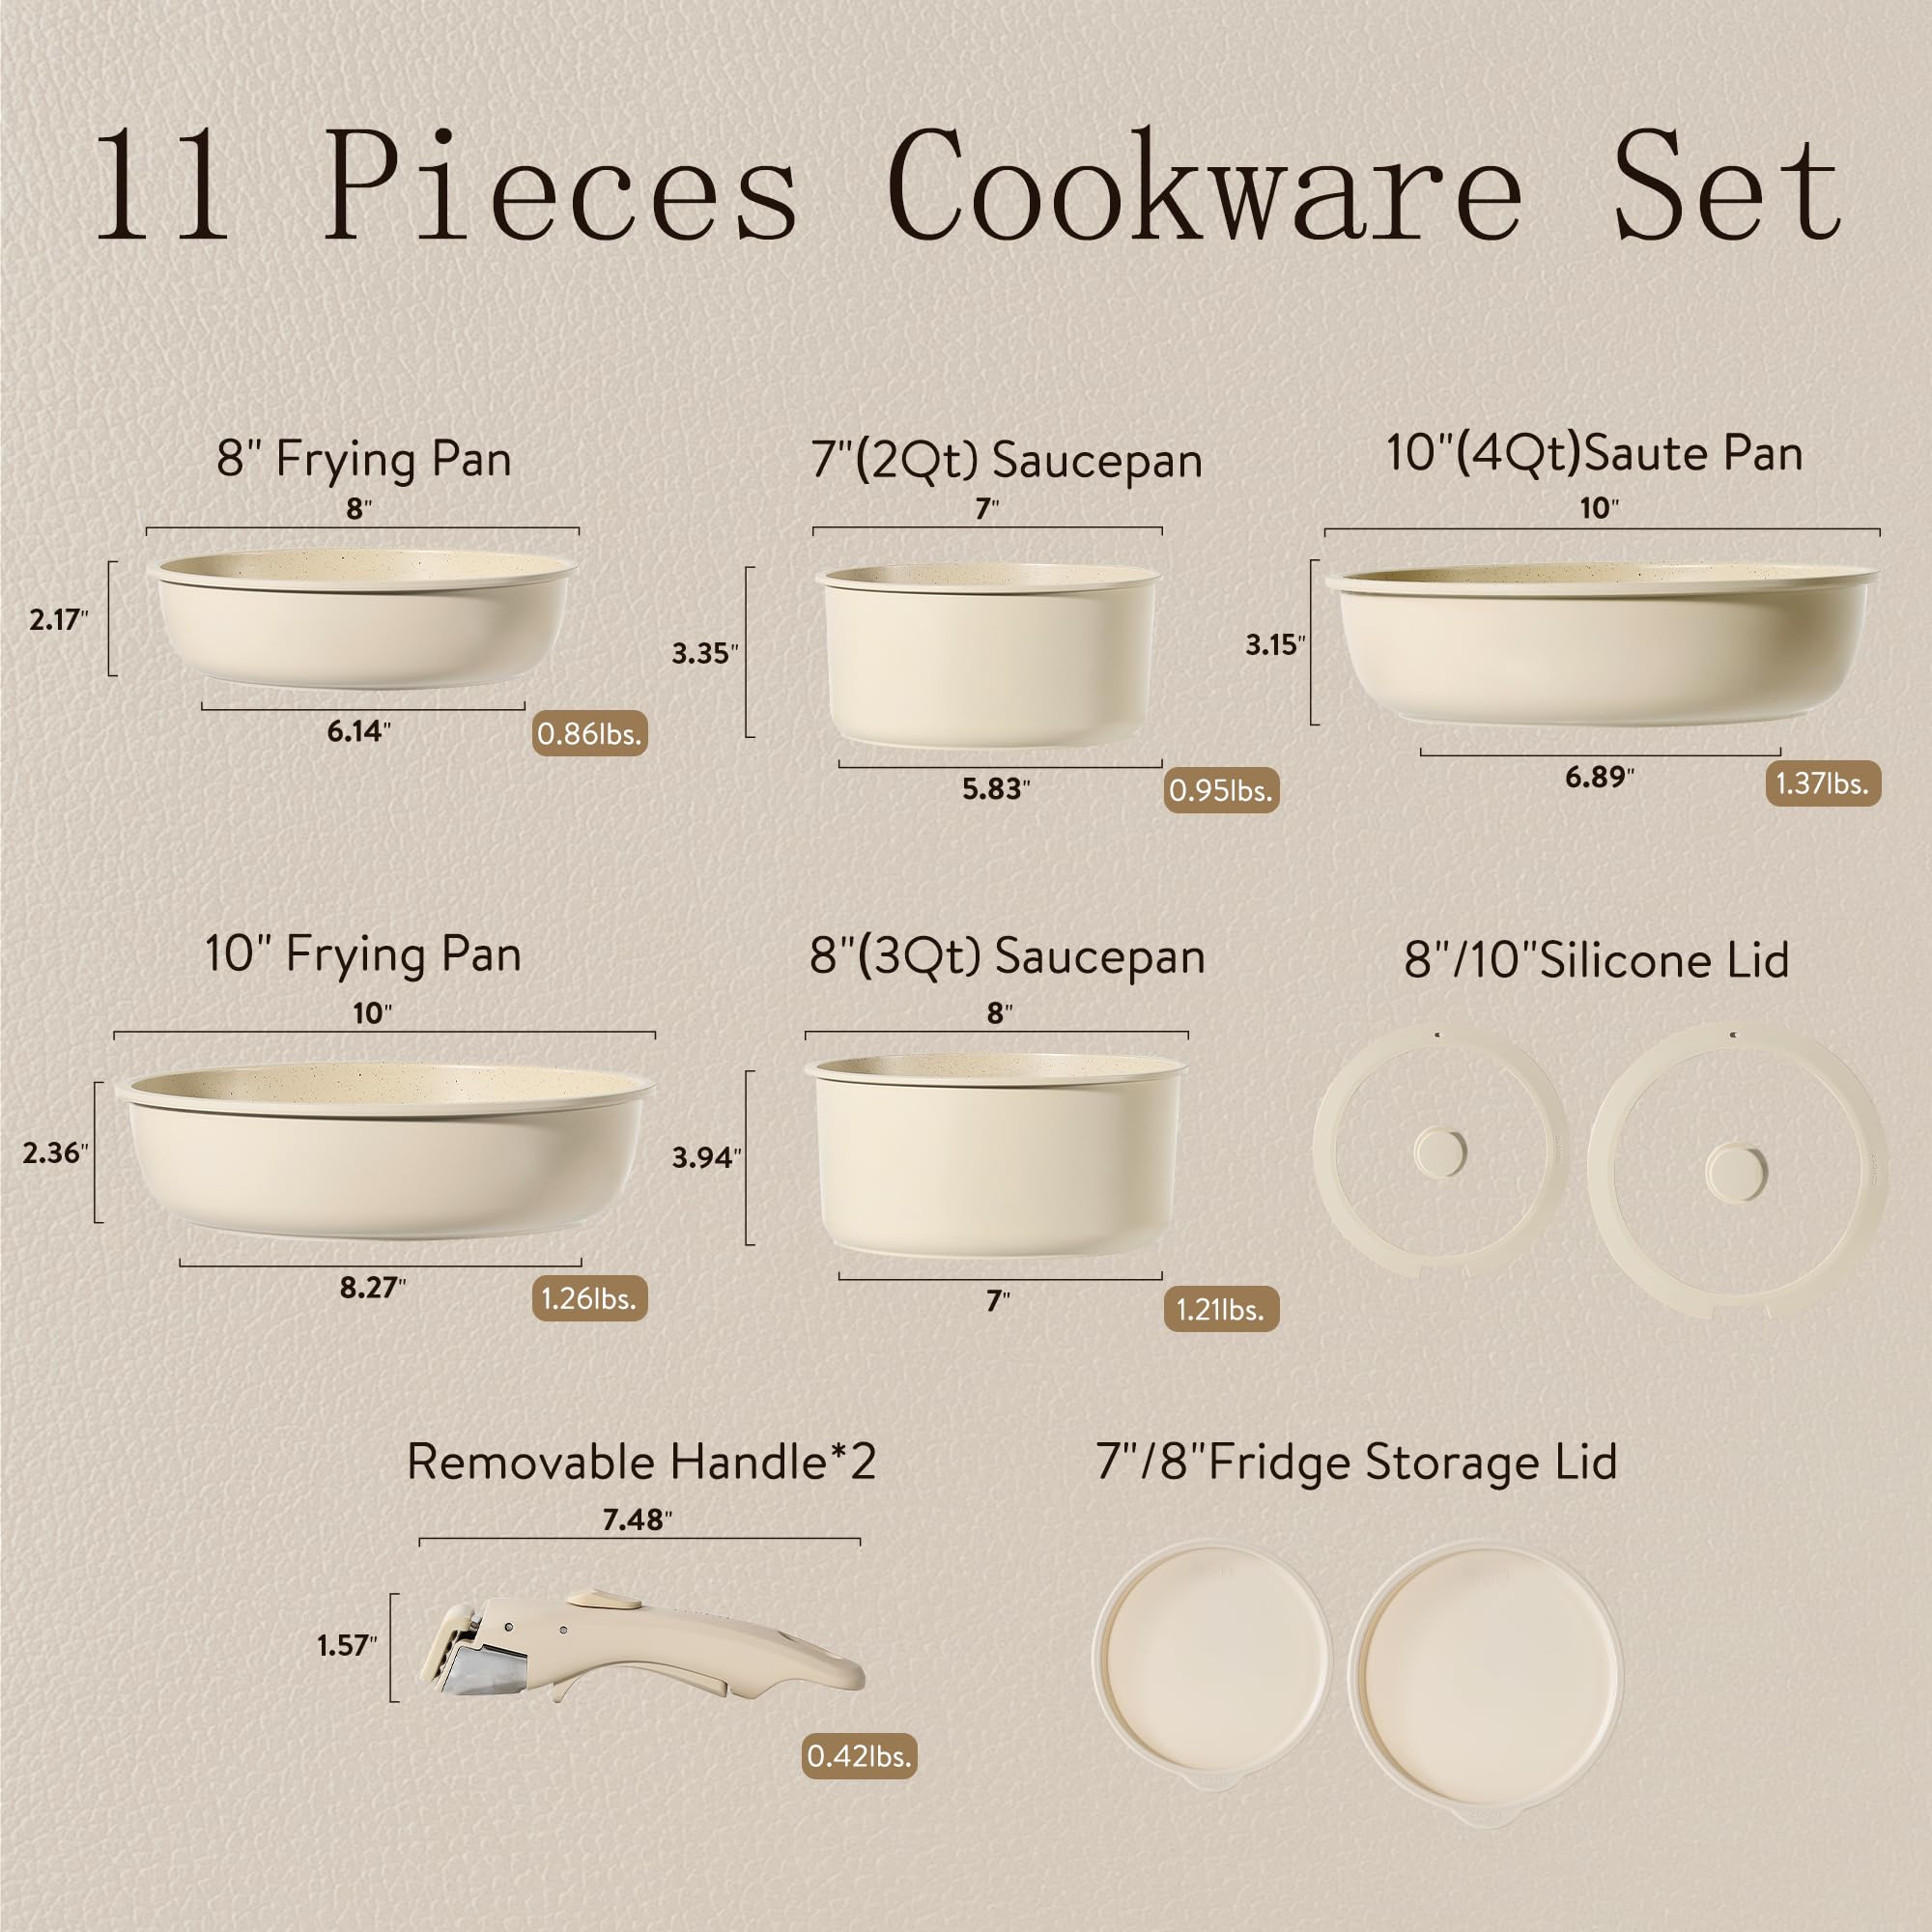 11 Pieces Cookware Set
8" Frying Pan
8"
2.17"
6.14"
0.86lbs.
7"(2Qt) Saucepan
7"
3.35"
5.83"
0.95lbs.
10"(4Qt)Saute Pan
10"
3.15"
6.89"
1.37lbs.
10" Frying Pan
10"
2.36"
8.27"
1.26lbs.
8"(3Qt) Saucepan
8"
3.94"
7"
1.21lbs.
8"/10"Silicone Lid
Removable Handle*2
7.48"
1.57"
0.42lbs.
7"/8"Fridge Storage Lid